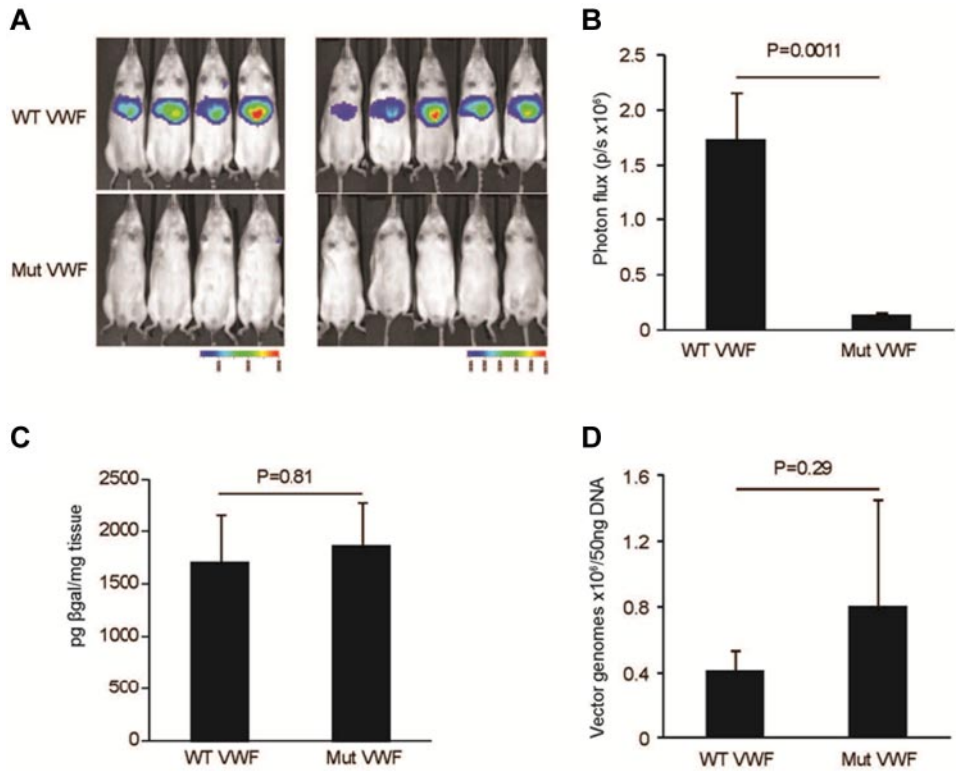 A
WT VWF
Mut VWF
B
P=0.0011
Photon flux (p/s x10⁶)
2.5
2.0
1.5
1.0
0.5
0
WT VWF
Mut VWF
C
P=0.81
pg βgal/mg tissue
2500
2000
1500
1000
500
0
WT VWF
Mut VWF
D
P=0.29
Vector genomes x10⁶/50ng DNA
1.6
1.2
0.8
0.4
0
WT VWF
Mut VWF